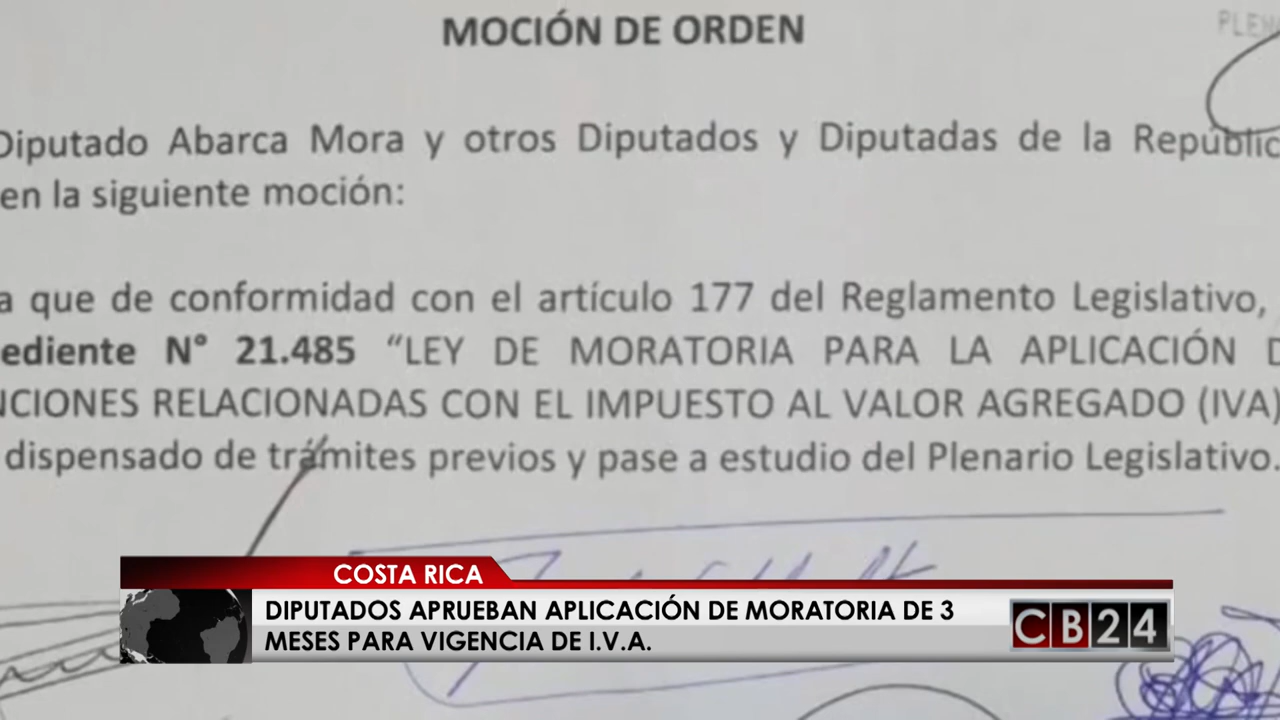 MOCIÓN DE ORDEN
PLEN
Diputado Abarca Mora y otros Diputados y Diputadas de la Repúblic
en la siguiente moción:
a que de conformidad con el artículo 177 del Reglamento Legislativo,
ediente N° 21.485 “LEY DE MORATORIA PARA LA APLICACIÓN D
NCIONES RELACIONADAS CON EL IMPUESTO AL VALOR AGREGADO (IVA)
dispensado de trámites previos y pase a estudio del Plenario Legislativo.
COSTA RICA
DIPUTADOS APRUEBAN APLICACIÓN DE MORATORIA DE 3
MESES PARA VIGENCIA DE I.V.A.
CB24